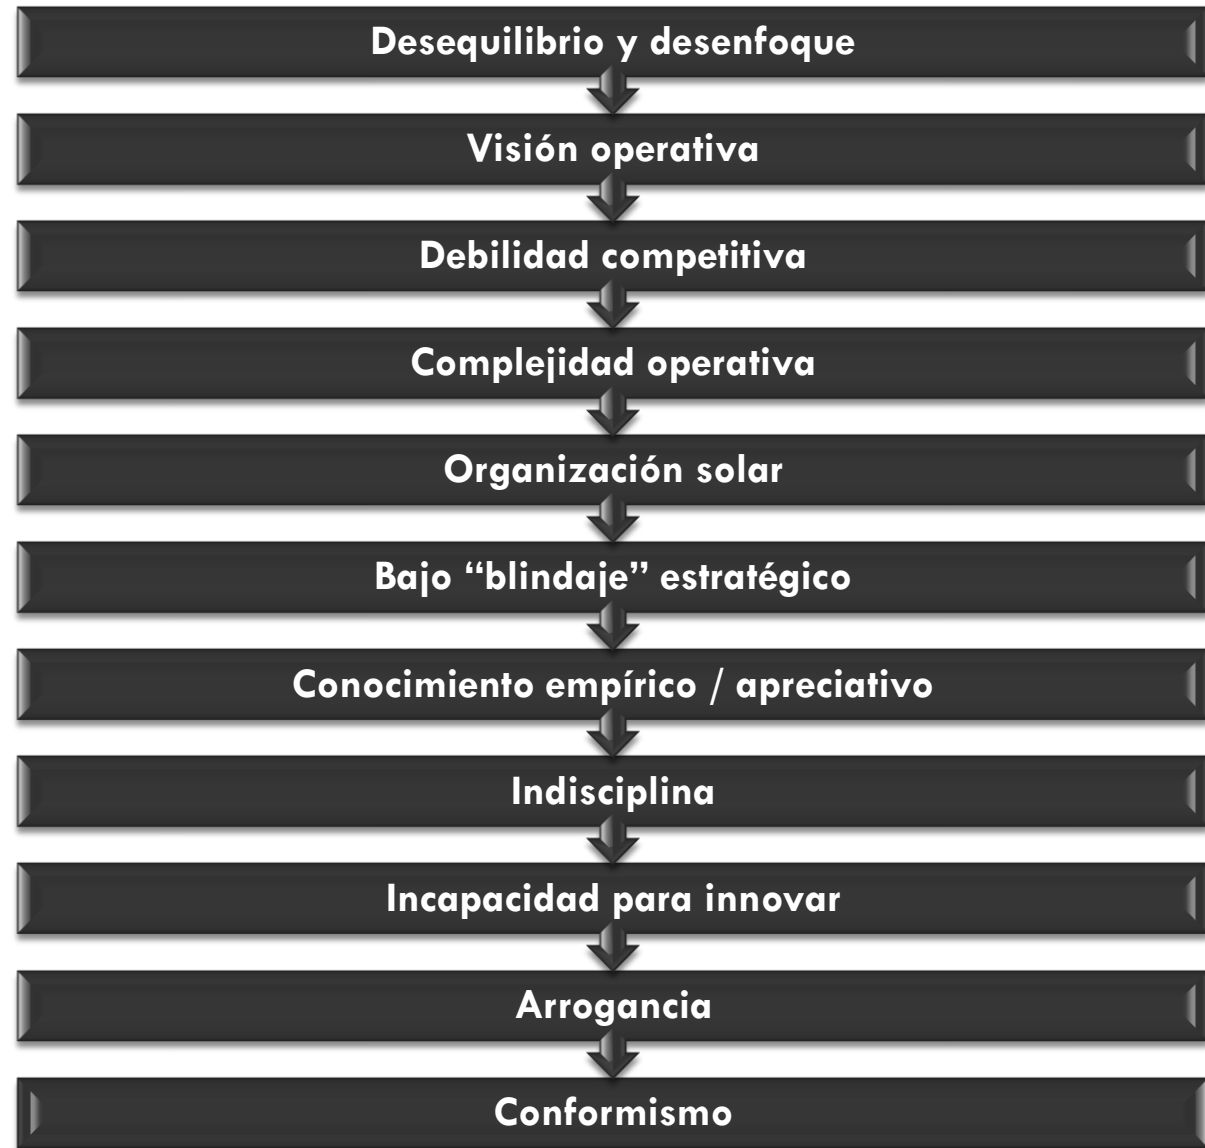 Desequilibrio y desenfoque
Visión operativa
Debilidad competitiva
Complejidad operativa
Organización solar
Bajo “blindaje” estratégico
Conocimiento empírico / apreciativo
Indisciplina
Incapacidad para innovar
Arrogancia
Conformismo